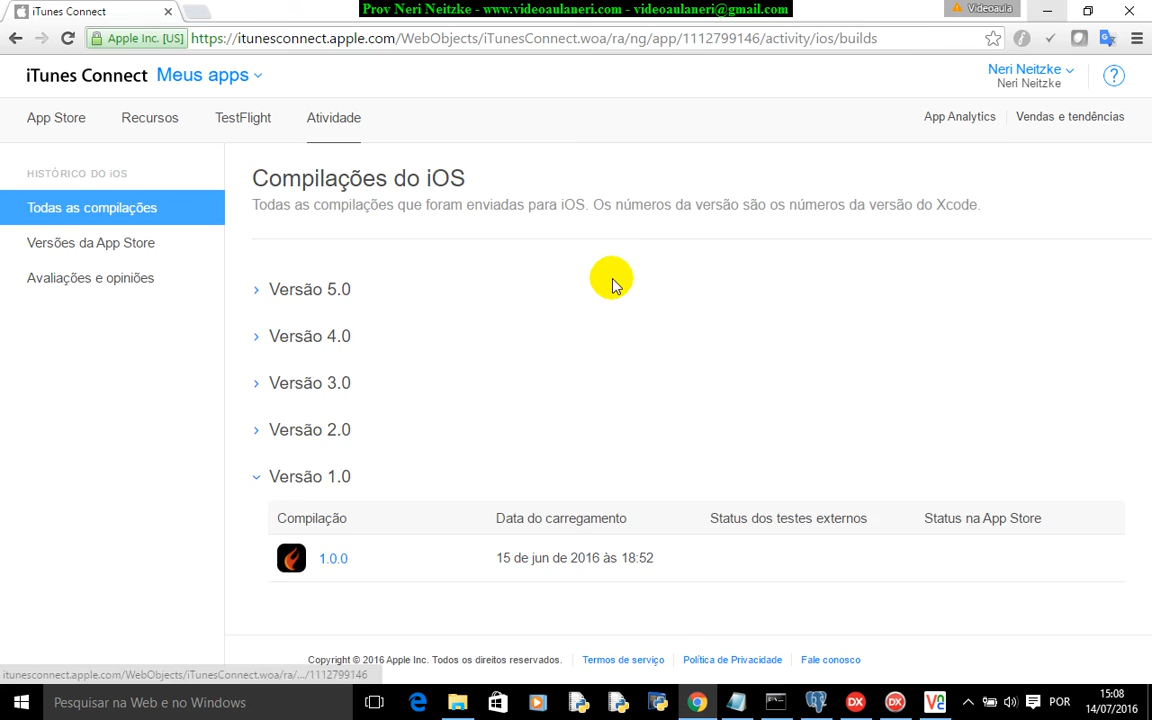 iTunes Connect
Prov Neri Neitzke - www.videoaulaneri.com - videoaulaneri@gmail.com
Videoaula
Apple Inc. [US]
https://itunesconnect.apple.com/WebObjects/iTunesConnect.woa/ra/ng/app/1112799146/activity/ios/builds
iTunes Connect Meus apps
Neri Neitzke
Neri Neitzke
?
App Store Recursos TestFlight Atividade
App Analytics Vendas e tendências
HISTÓRICO DO iOS
Todas as compilações
Versões da App Store
Avaliações e opiniões
Compilações do iOS
Todas as compilações que foram enviadas para iOS. Os números da versão são os números da versão do Xcode.
Versão 5.0
Versão 4.0
Versão 3.0
Versão 2.0
Versão 1.0
Compilação Data do carregamento Status dos testes externos Status na App Store
1.0.0 15 de jun de 2016 às 18:52
Copyright © 2016 Apple Inc. Todos os direitos reservados. Termos de serviço Política de Privacidade Fale conosco
itunesconnect.apple.com/WebObjects/iTunesConnect.woa/ra/.../1112799146
Pesquisar na Web e no Windows
DX DX
POR
15:08
14/07/2016